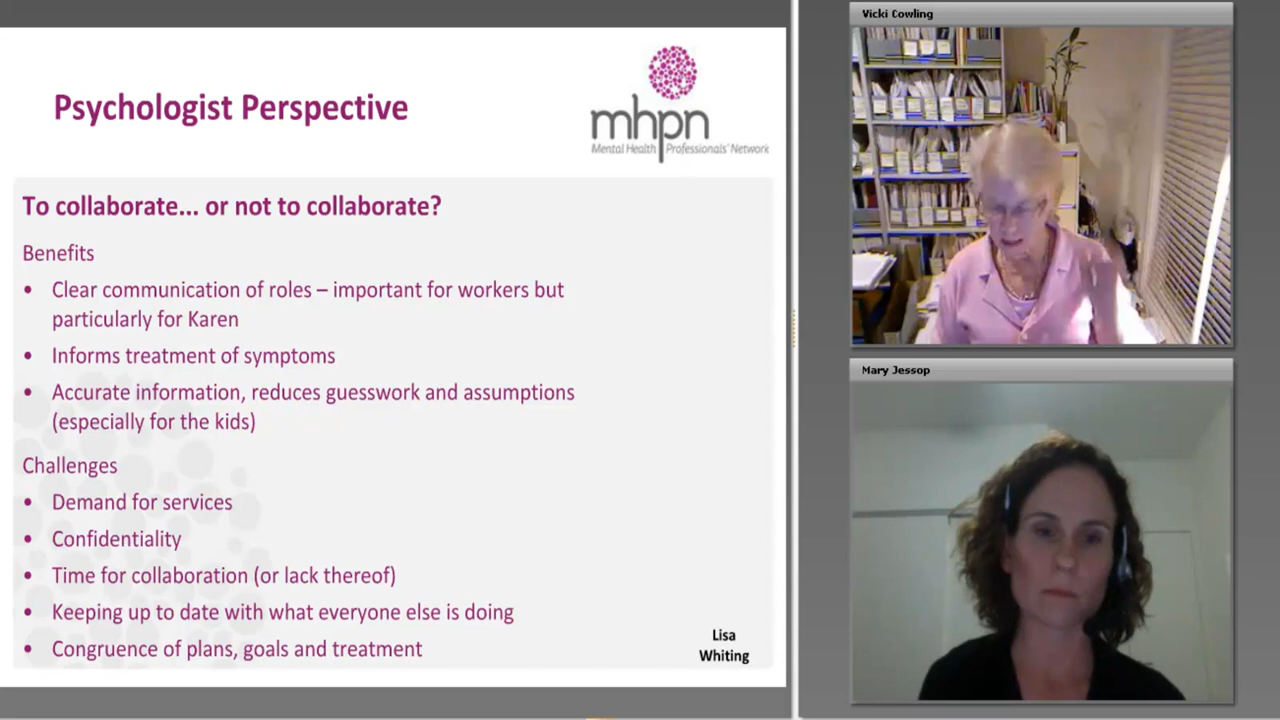 Psychologist Perspective
mhpn
Mental Health Professionals' Network
To collaborate... or not to collaborate?
Benefits
• Clear communication of roles – important for workers but
particularly for Karen
• Informs treatment of symptoms
• Accurate information, reduces guesswork and assumptions
(especially for the kids)
Challenges
• Demand for services
• Confidentiality
• Time for collaboration (or lack thereof)
• Keeping up to date with what everyone else is doing
• Congruence of plans, goals and treatment
Lisa
Whiting
Vicki Cowling
Mary Jessop